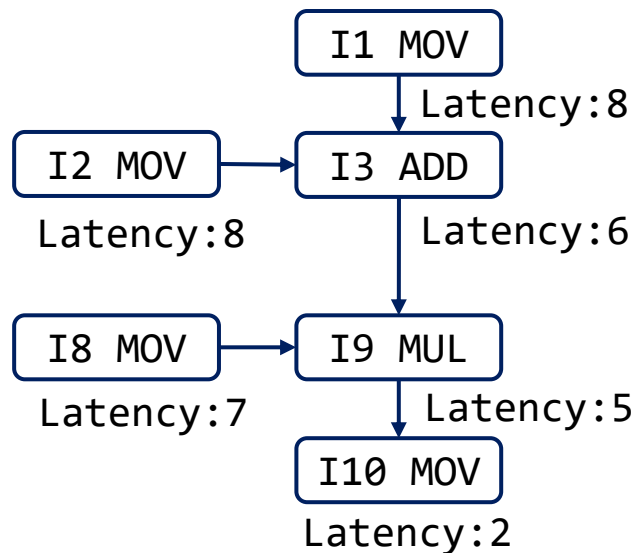 I1 MOV
Latency:8
I2 MOV
I3 ADD
Latency:8
Latency:6
I8 MOV
I9 MUL
Latency:7
Latency:5
I10 MOV
Latency:2